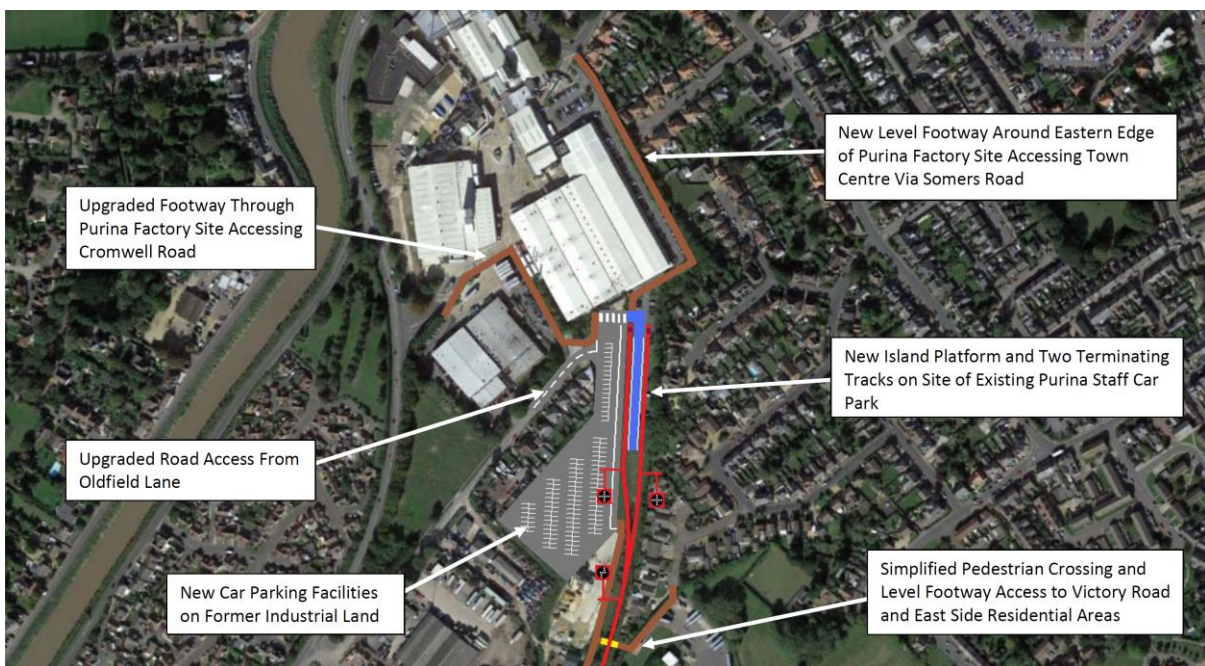 New Level Footway Around Eastern Edge
of Purina Factory Site Accessing Town
Centre Via Somers Road
Upgraded Footway Through
Purina Factory Site Accessing
Cromwell Road
New Island Platform and Two Terminating
Tracks on Site of Existing Purina Staff Car
Park
Upgraded Road Access From
Oldfield Lane
New Car Parking Facilities
on Former Industrial Land
Simplified Pedestrian Crossing and
Level Footway Access to Victory Road
and East Side Residential Areas